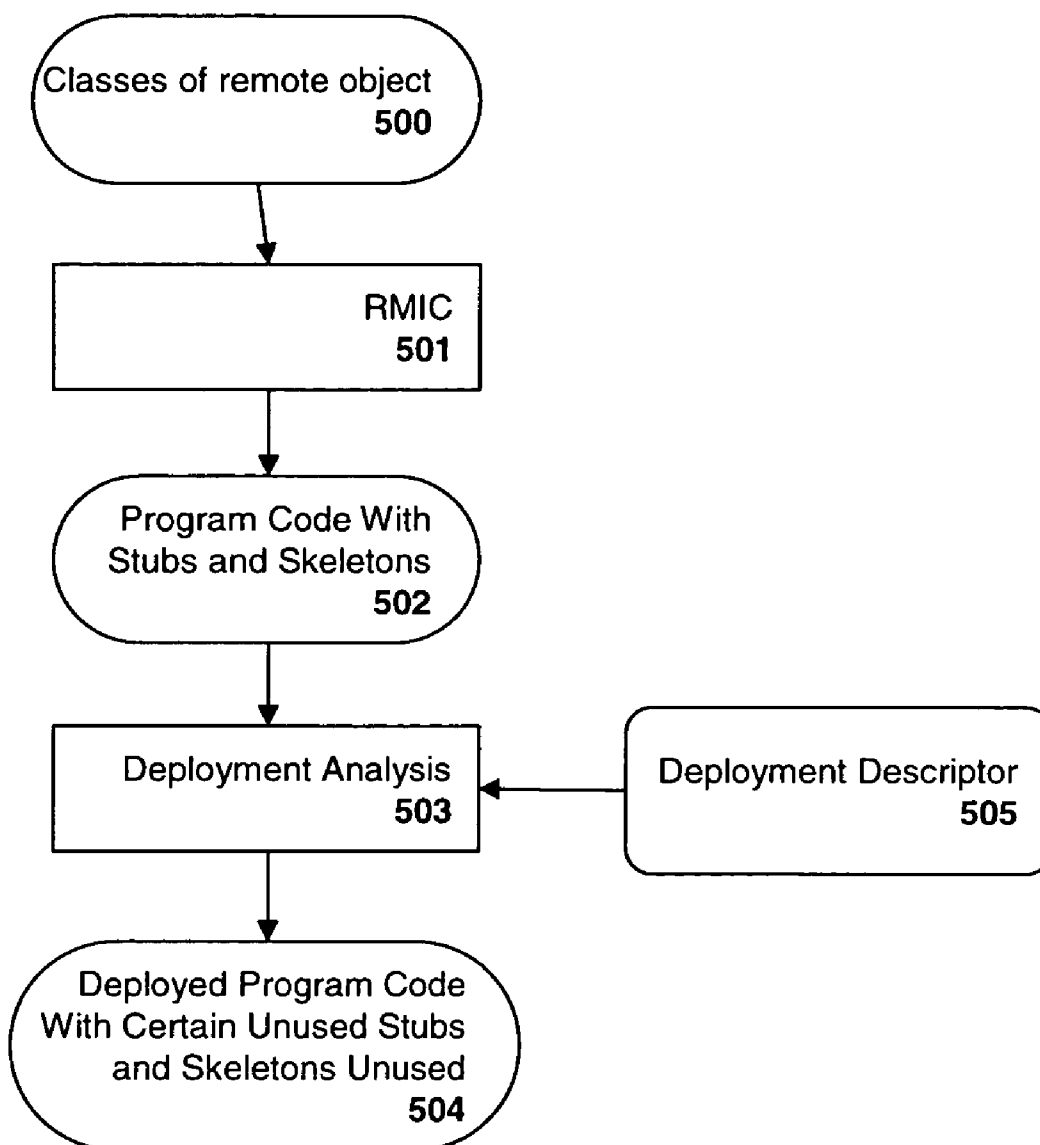 Classes of remote object
500
RMIC
501
Program Code With
Stubs and Skeletons
502
Deployment Analysis
503
Deployment Descriptor
505
Deployed Program Code
With Certain Unused Stubs
and Skeletons Unused
504